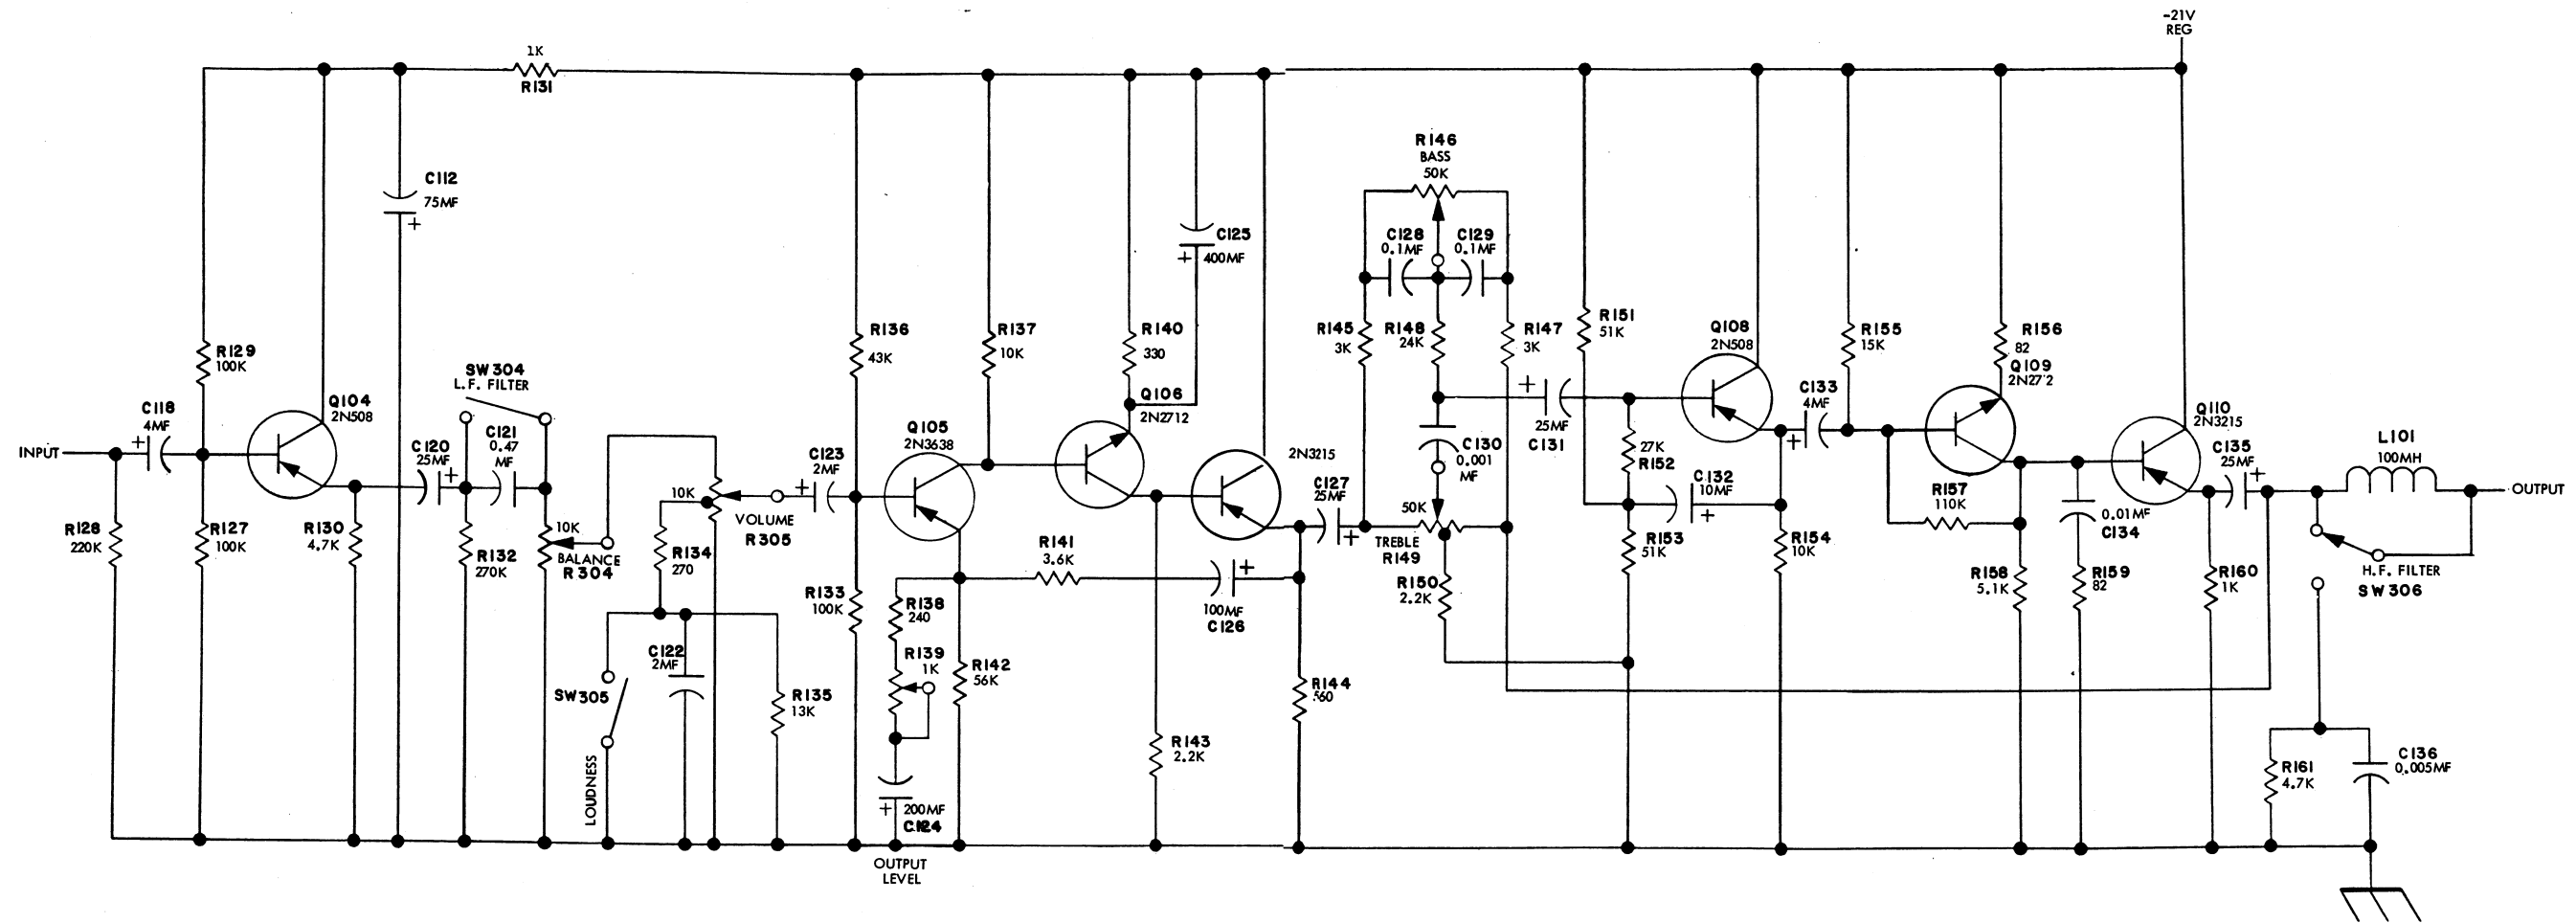 -21V
REG
1K
R131
C112
75MF
+
R129
100K
C118
4MF
+
INPUT
R128
220K
R127
100K
Q104
2N508
R130
4.7K
C120
25MF
+
SW304
L.F. FILTER
C121
0.47
MF
R132
270K
10K
BALANCE
R304
10K
VOLUME
R305
R134
270
SW305
LOUDNESS
C122
2MF
R135
13K
C123
2MF
+
R136
43K
R133
100K
Q105
2N3638
R137
10K
R138
240
R139
1K
200MF
+
C124
OUTPUT
LEVEL
R142
56K
R141
3.6K
100MF
+
C126
R140
330
Q106
2N2712
C125
400MF
+
R143
2.2K
2N3215
R144
560
C127
25MF
+
R146
BASS
50K
C128
0.1MF
C129
0.1MF
R145
3K
R148
24K
R147
3K
C130
0.001
MF
50K
TREBLE
R149
R150
2.2K
+
25MF
C131
R151
51K
27K
R152
R153
51K
C132
10MF
+
Q108
2N508
R154
10K
C133
4MF
+
R155
15K
R156
82
Q109
2N27'2
R157
110K
R158
5.1K
0.01MF
C134
R159
82
Q110
2N3215
C135
25MF
+
R160
1K
L101
100MH
OUTPUT
H.F. FILTER
SW306
R161
4.7K
C136
0.005MF